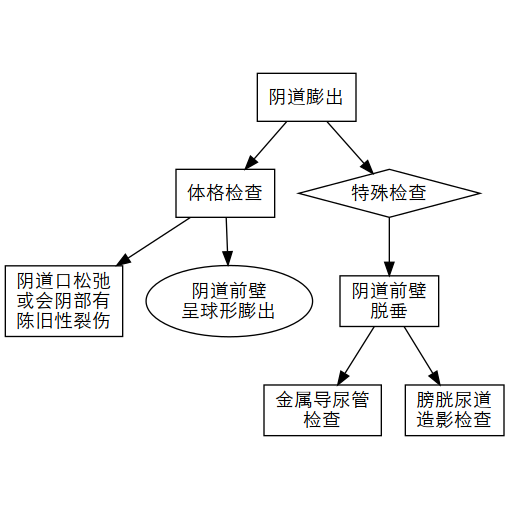 阴道膨出
体格检查
特殊检查
阴道口松弛
或会阴部有
陈旧性裂伤
阴道前壁
呈球形膨出
阴道前壁
脱垂
金属导尿管
检查
膀胱尿道
造影检查